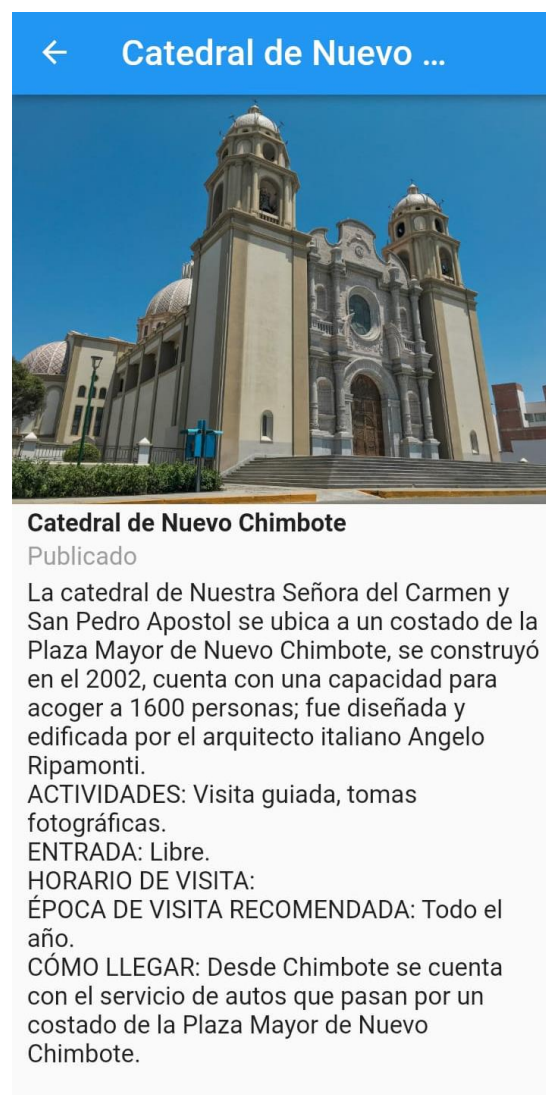 Catedral de Nuevo ...
Catedral de Nuevo Chimbote
Publicado
La catedral de Nuestra Señora del Carmen y
San Pedro Apostol se ubica a un costado de la
Plaza Mayor de Nuevo Chimbote, se construyó
en el 2002, cuenta con una capacidad para
acoger a 1600 personas; fue diseñada y
edificada por el arquitecto italiano Angelo
Ripamonti.
ACTIVIDADES: Visita guiada, tomas
fotográficas.
ENTRADA: Libre.
HORARIO DE VISITA:
ÉPOCA DE VISITA RECOMENDADA: Todo el
año.
CÓMO LLEGAR: Desde Chimbote se cuenta
con el servicio de autos que pasan por un
costado de la Plaza Mayor de Nuevo
Chimbote.